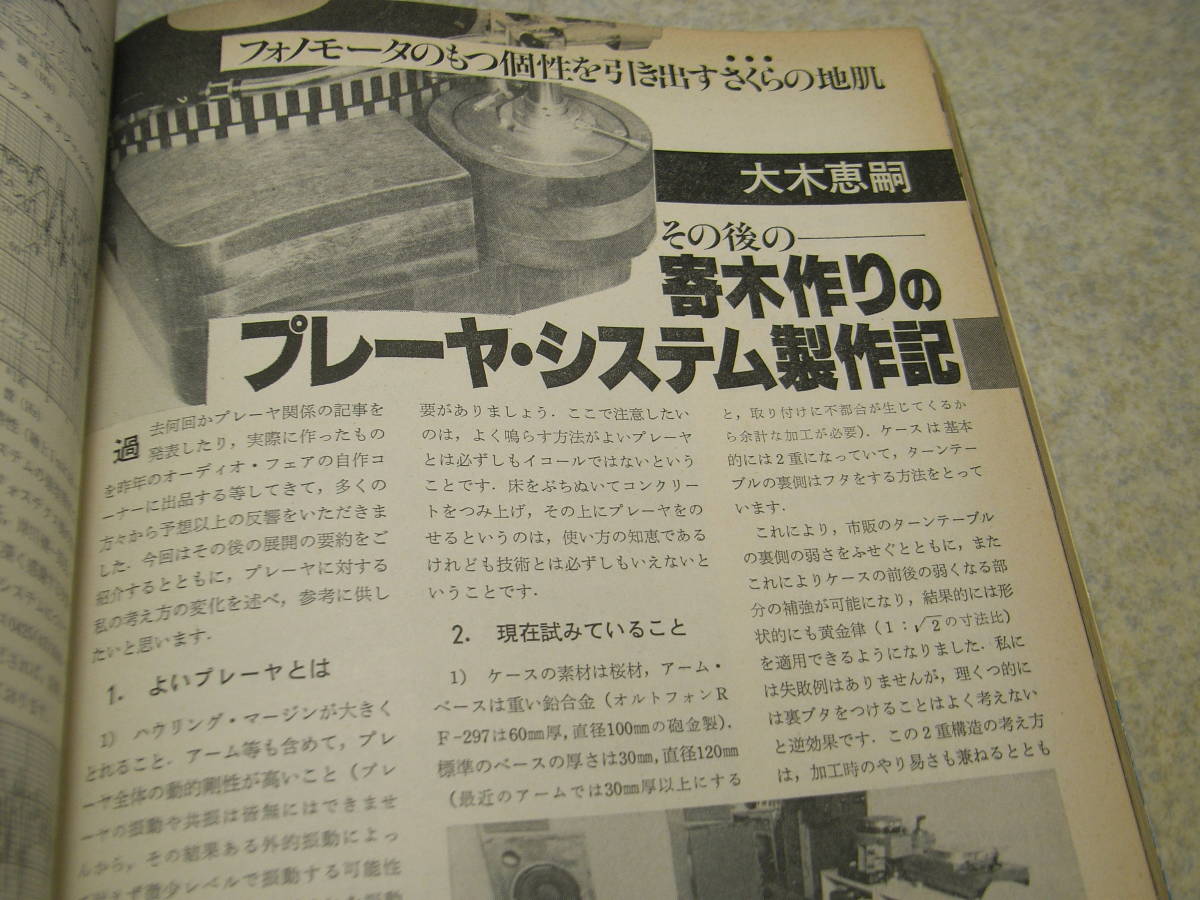 フォノモータのもつ個性を引き出すさくらの地肌
大木恵嗣
その後の――
寄木作りの
プレーヤ・システム製作記
過去何回かプレーヤ関係の記事を
発表したり，実際に作ったもの
を昨年のオーディオ・フェアの自作コ
ーナーに出品する等してきて，多くの
方々から予想以上の反響をいただきま
した．今回はその後の展開の要約をご
紹介するとともに，プレーヤに対する
私の考え方の変化を述べ，参考に供し
たいと思います．
1．よいプレーヤとは
1) ハウリング・マージンが大きく
とれること．アーム等も含めて，プレ
ーヤ全体の動的剛性が高いこと（プレ
ーヤの振動や共振は皆無にはできませ
んから，その結果ある外的振動によっ
て絶えず微少レベルで振動する可能性
要がありましょう．ここで注意したい
のは，よく鳴らす方法がよいプレーヤ
とは必ずしもイコールではないという
ことです．床をぶちぬいてコンクリー
トをつみ上げ，その上にプレーヤをの
せるというのは，使い方の知恵である
けれども技術とは必ずしもいえないと
いうことです．
2．現在試みていること
1) ケースの素材は桜材，アーム・
ベースは重い鉛合金（オルトフォンR
F-297は60mm厚，直径100mmの砲金製）．
標準のベースの厚さは30mm，直径120mm
（最近のアームでは30mm厚以上にする
と，取り付けに不都合が生じてくるか
ら余計な加工が必要）．ケースは基本
的には2重になっていて，ターンテー
ブルの裏側はフタをする方法をとって
います．
これにより，市販のターンテーブル
の裏側の弱さをふせぐとともに，また
これによりケースの前後の弱くなる部
分の補強が可能になり，結果的には形
状的にも黄金律（1：√2の寸法比）
を適用できるようになりました．私に
は失敗例はありませんが，理くつ的に
は裏ブタをつけることはよく考えない
と逆効果です．この2重構造の考え方
は，加工時のやり易さも兼ねるととも